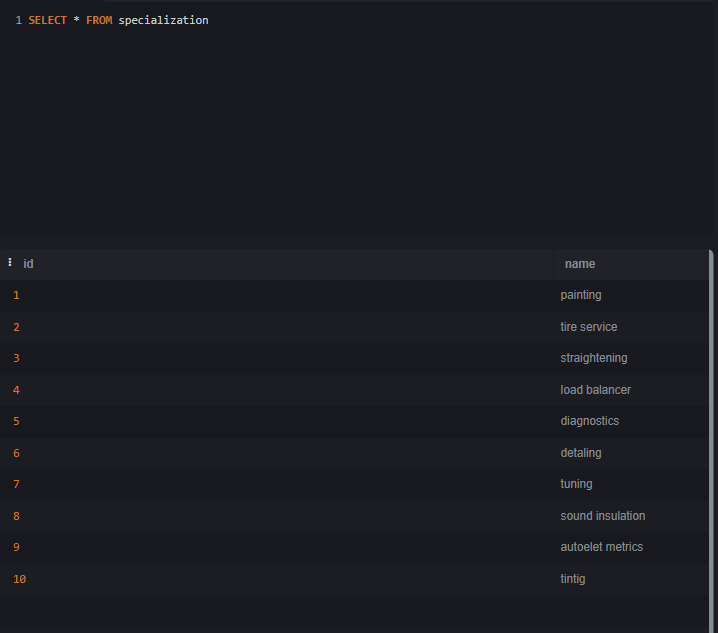 1 SELECT * FROM specialization
id name
1 painting
2 tire service
3 straightening
4 load balancer
5 diagnostics
6 detaling
7 tuning
8 sound insulation
9 autoelet metrics
10 tintig